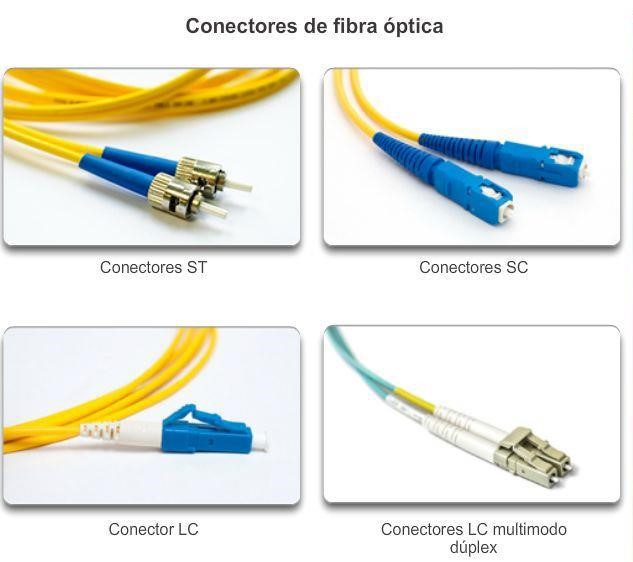 Conectores de fibra óptica
Conectores ST
Conectores SC
Conector LC
Conectores LC multimodo
dúplex